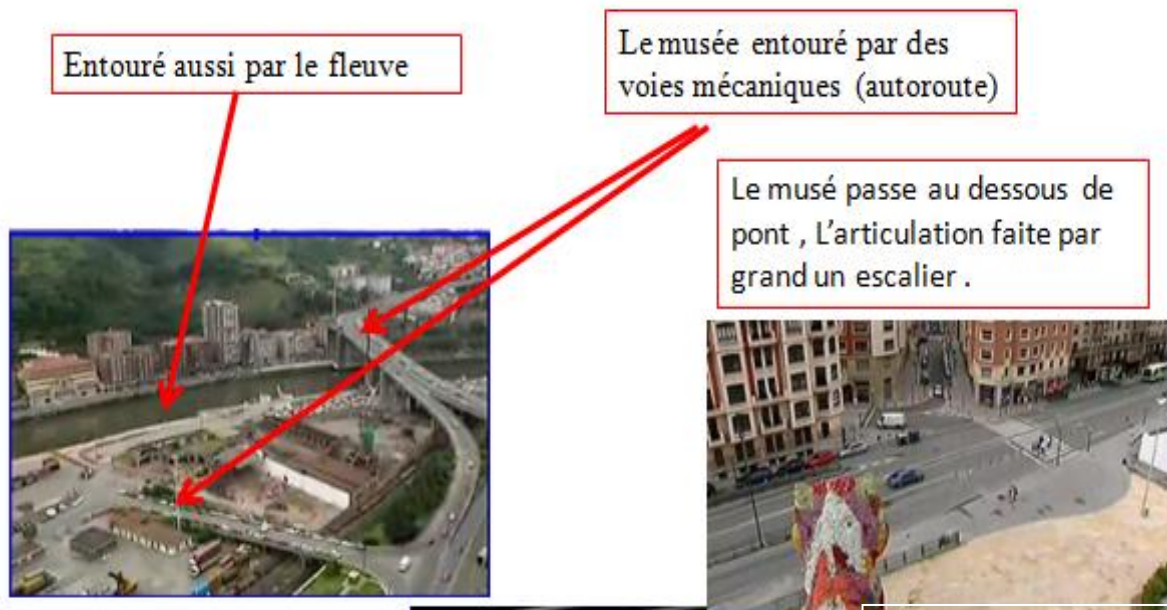 Entouré aussi par le fleuve
Le musée entouré par des
voies mécaniques (autoroute)
Le musé passe au dessous de
pont , L’articulation faite par
grand un escalier .